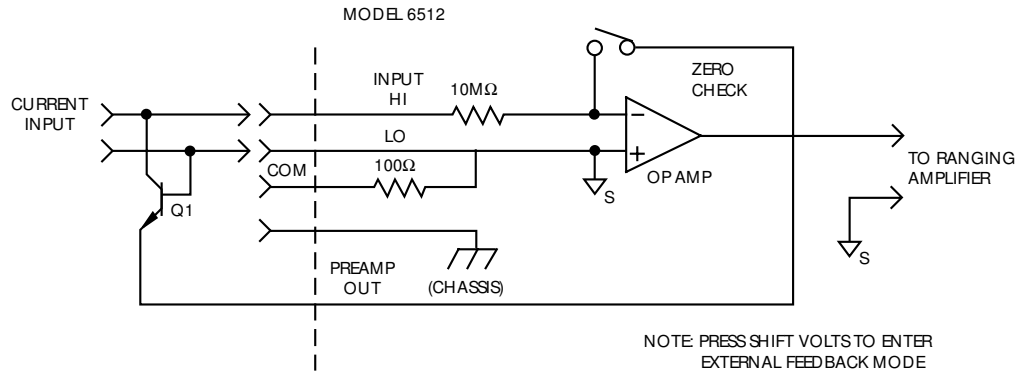 MODEL 6512
INPUT
HI
10MΩ
ZERO
CHECK
CURRENT
INPUT
LO
COM
100Ω
−
+
OP AMP
TO RANGING
AMPLIFIER
S
Q1
S
PREAMP
OUT
(CHASSIS)
NOTE: PRESS SHIFT VOLTS TO ENTER
EXTERNAL FEEDBACK MODE